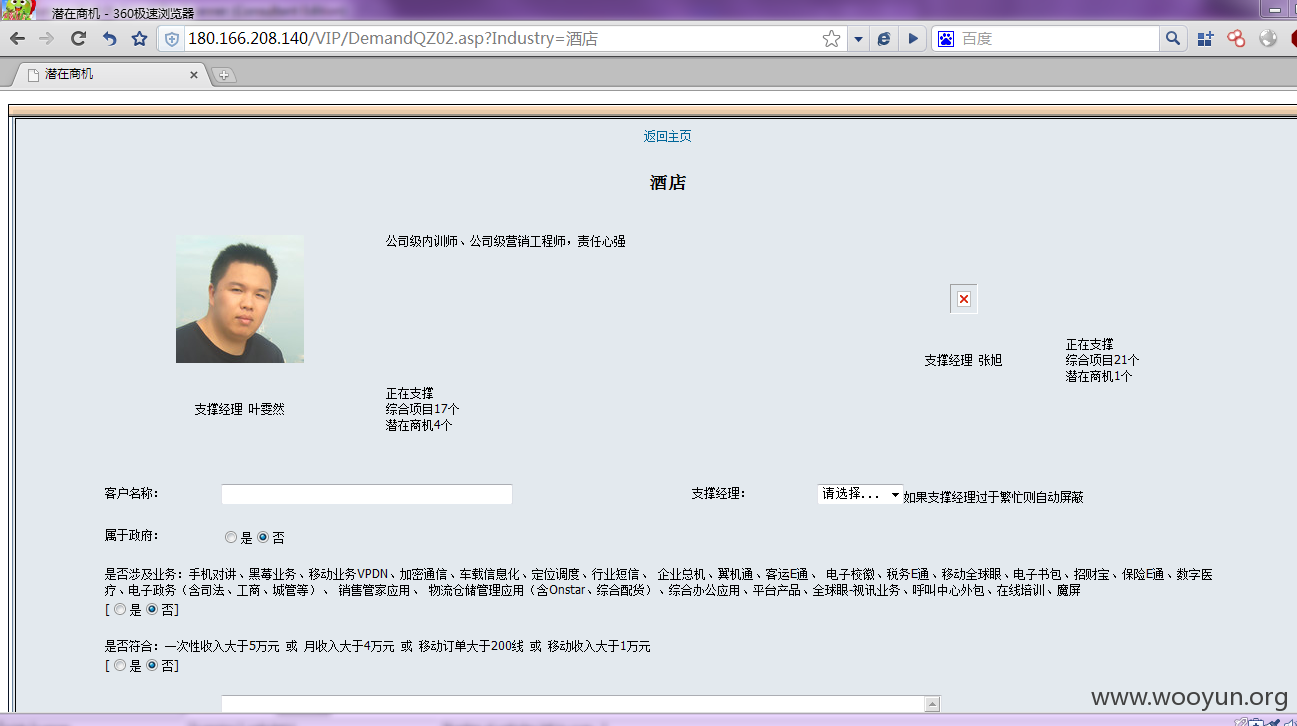 潜在商机 - 360极速浏览器
180.166.208.140/VIP/DemandQZ02.asp?Industry=酒店
百度
潜在商机
返回主页
酒店
公司级内训师、公司级营销工程师，责任心强
正在支撑
综合项目21个
潜在商机1个
支撑经理 张旭
正在支撑
综合项目17个
潜在商机4个
支撑经理 叶雯然
客户名称：
支撑经理： 请选择... 如果支撑经理过于繁忙则自动屏蔽
属于政府： 是 否
是否涉及业务：手机对讲、黑莓业务、移动业务VPDN、加密通信、车载信息化、定位调度、行业短信、 企业总机、翼机通、客运E通、 电子校徽、税务E通、移动全球眼、电子书包、招财宝、保险E通、数字医
疗、电子政务（含司法、工商、城管等）、 销售管家应用、 物流仓储管理应用（含Onstar、综合配货）、综合办公应用、平台产品、全球眼-视讯业务、呼叫中心外包、在线培训、魔屏
[ 是 否]
是否符合：一次性收入大于5万元 或 月收入大于4万元 或 移动订单大于200线 或 移动收入大于1万元
[ 是 否]
www.wooyun.org